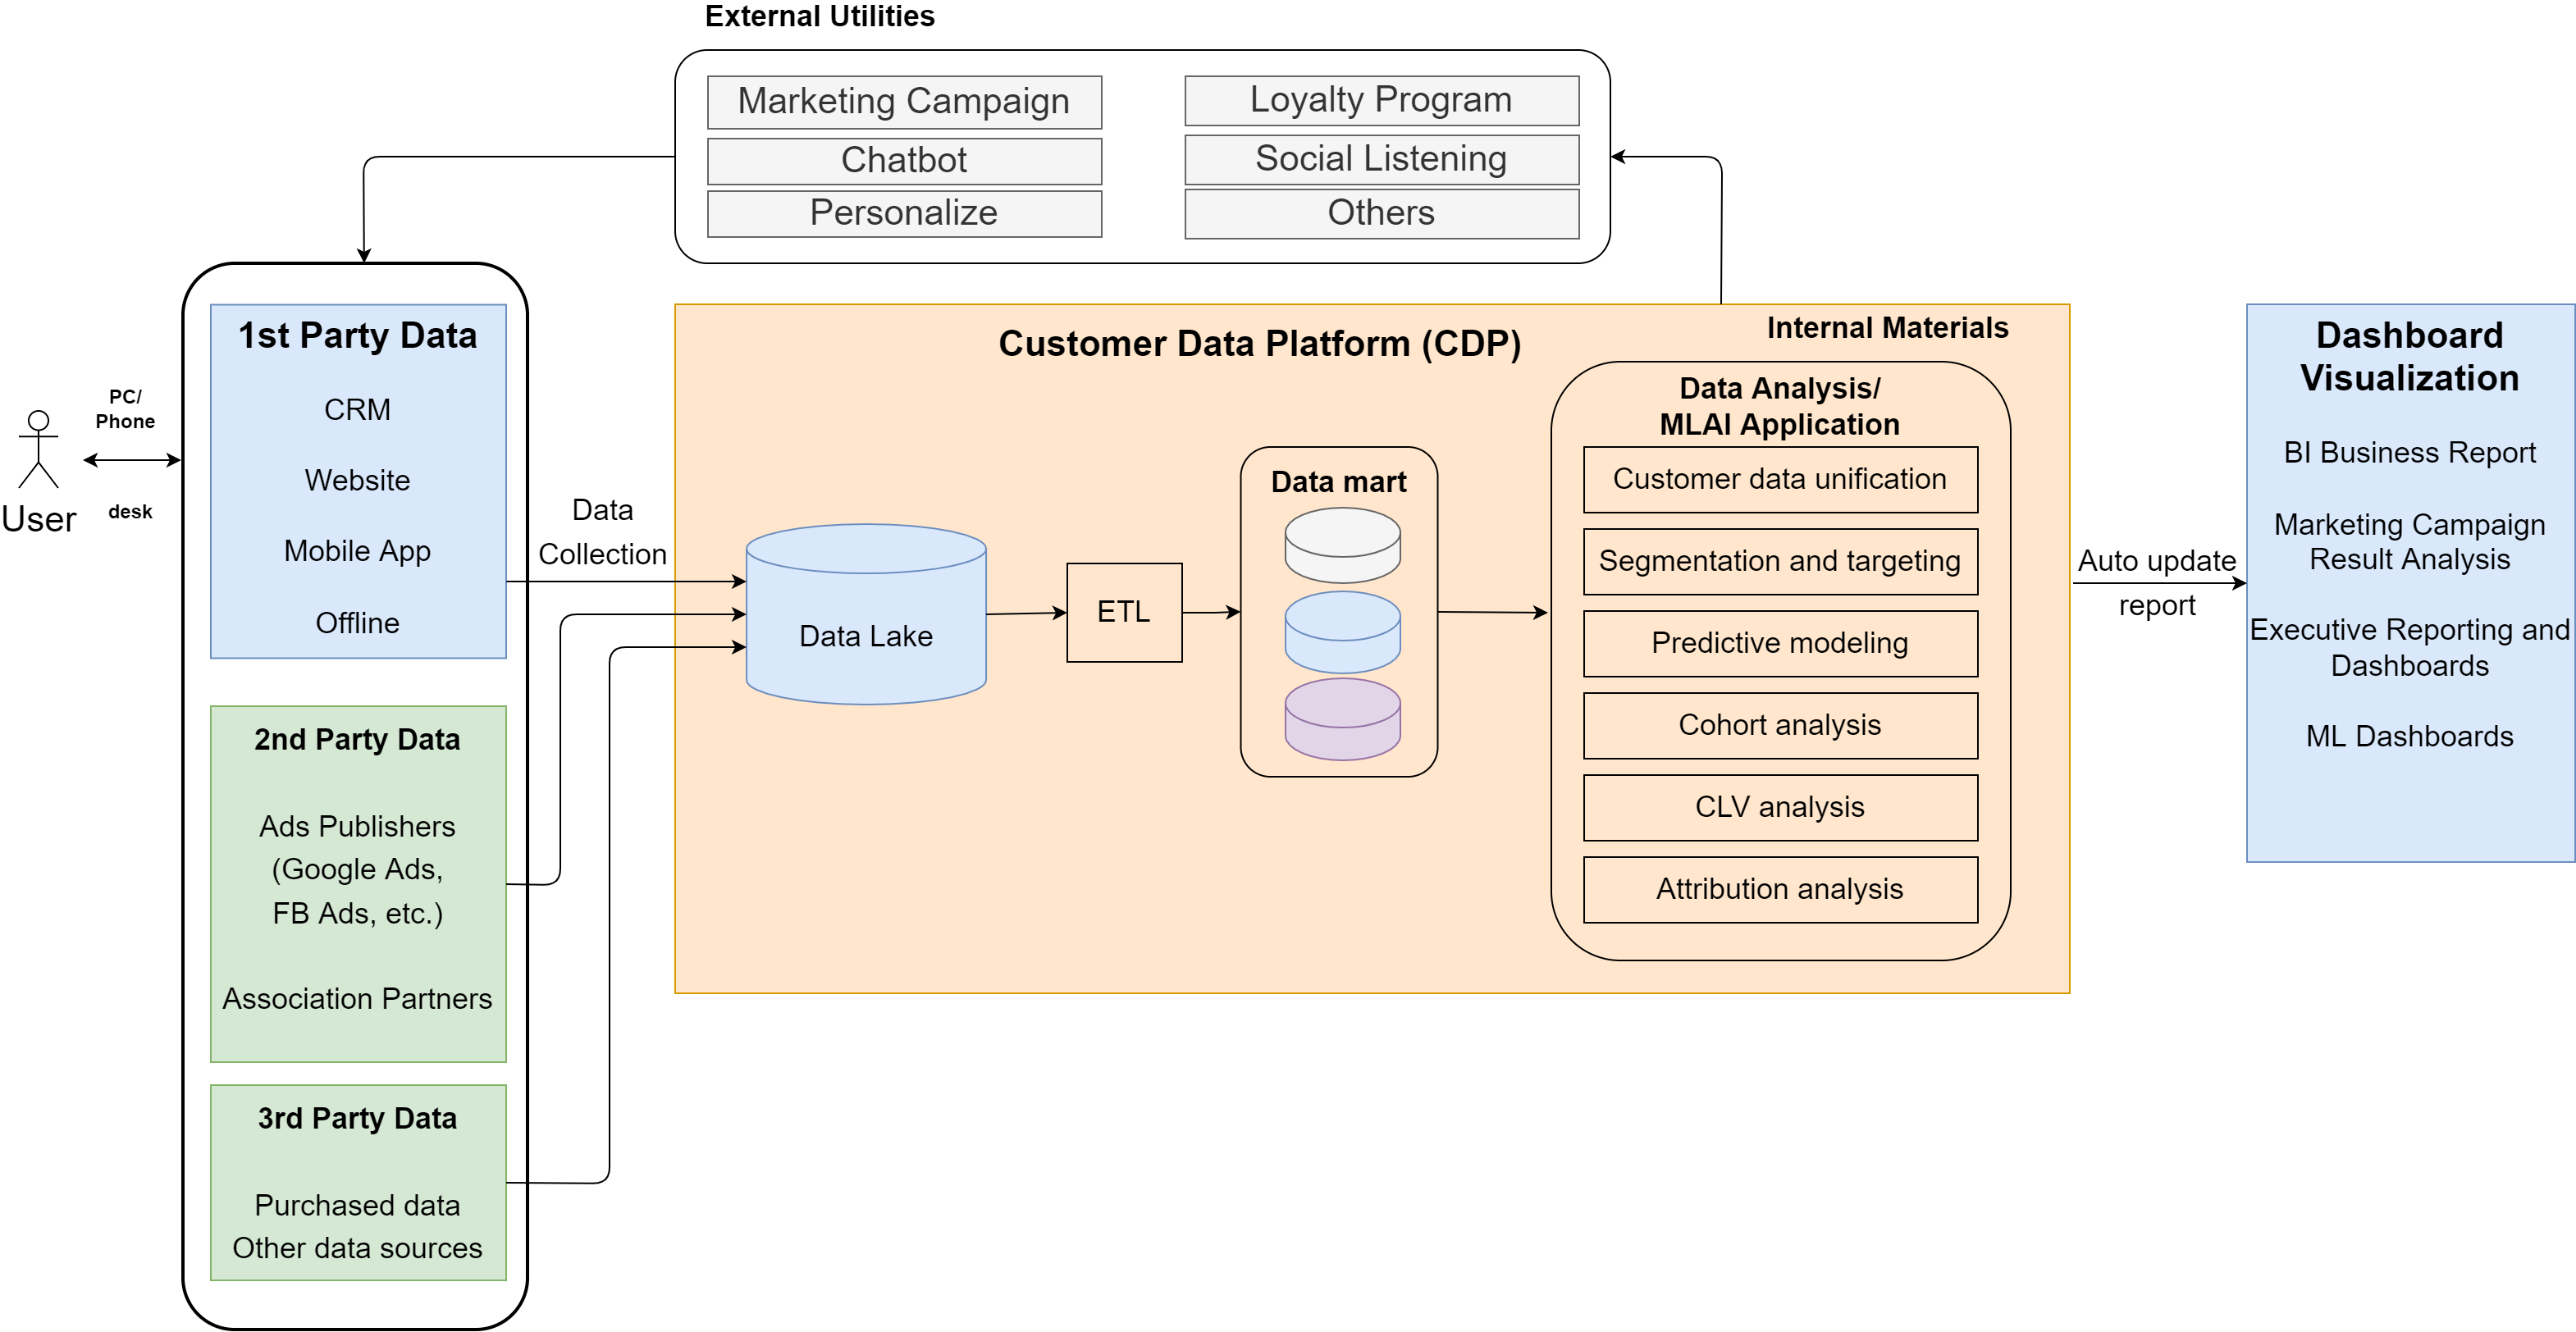 External Utilities
Marketing Campaign
Chatbot
Personalize
Loyalty Program
Social Listening
Others
User
PC/
Phone
desk
1st Party Data
CRM
Website
Mobile App
Offline
2nd Party Data
Ads Publishers
(Google Ads,
FB Ads, etc.)
Association Partners
3rd Party Data
Purchased data
Other data sources
Data
Collection
Customer Data Platform (CDP)
Data Lake
ETL
Data mart
Internal Materials
Data Analysis/
MLAI Application
Customer data unification
Segmentation and targeting
Predictive modeling
Cohort analysis
CLV analysis
Attribution analysis
Auto update
report
Dashboard
Visualization
BI Business Report
Marketing Campaign
Result Analysis
Executive Reporting and
Dashboards
ML Dashboards